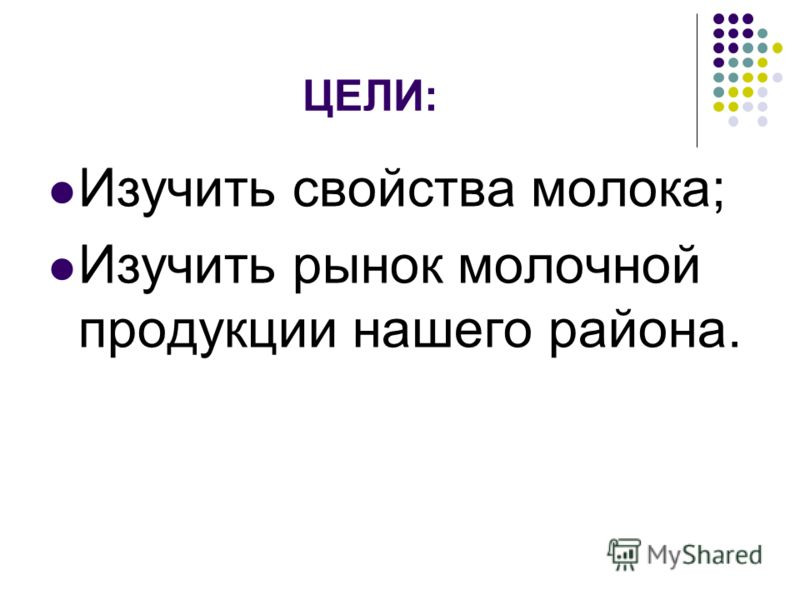 ЦЕЛИ:
Изучить свойства молока;
Изучить рынок молочной
продукции нашего района.
MyShared